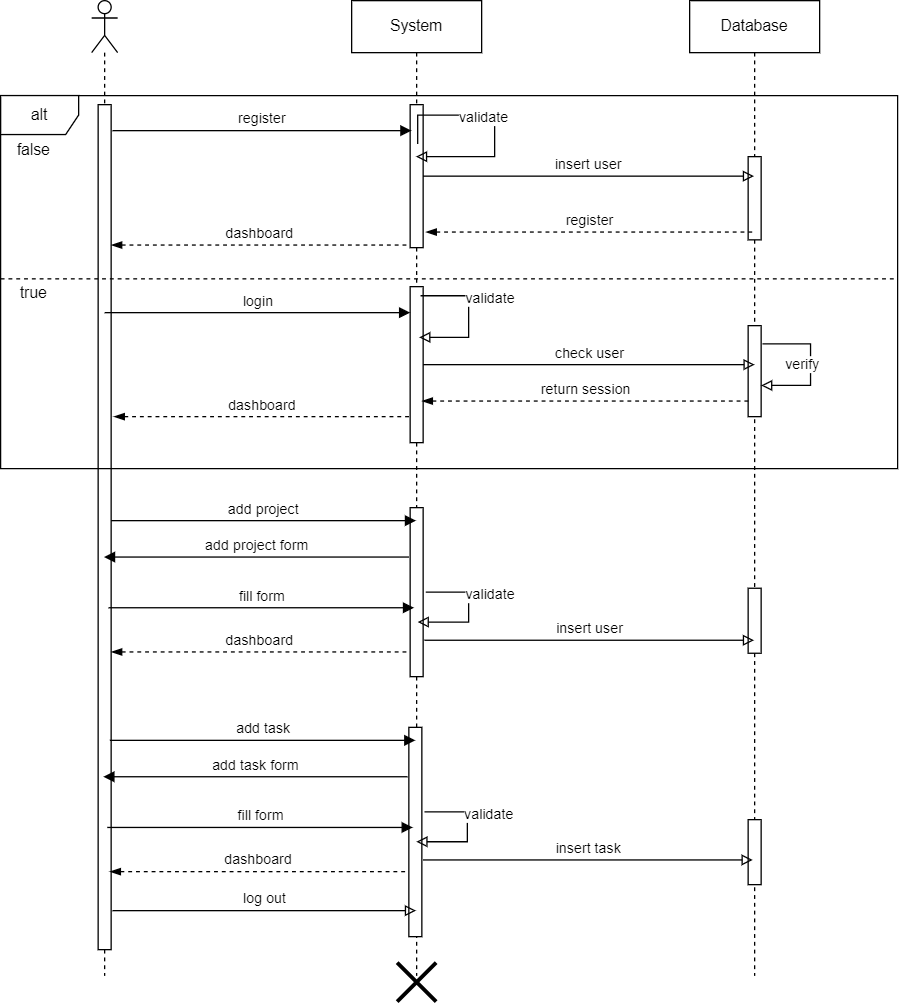 System
Database
alt
register
validate
false
insert user
register
dashboard
true
login
validate
check user
verify
return session
dashboard
add project
add project form
fill form
validate
insert user
dashboard
add task
add task form
fill form
validate
insert task
dashboard
log out